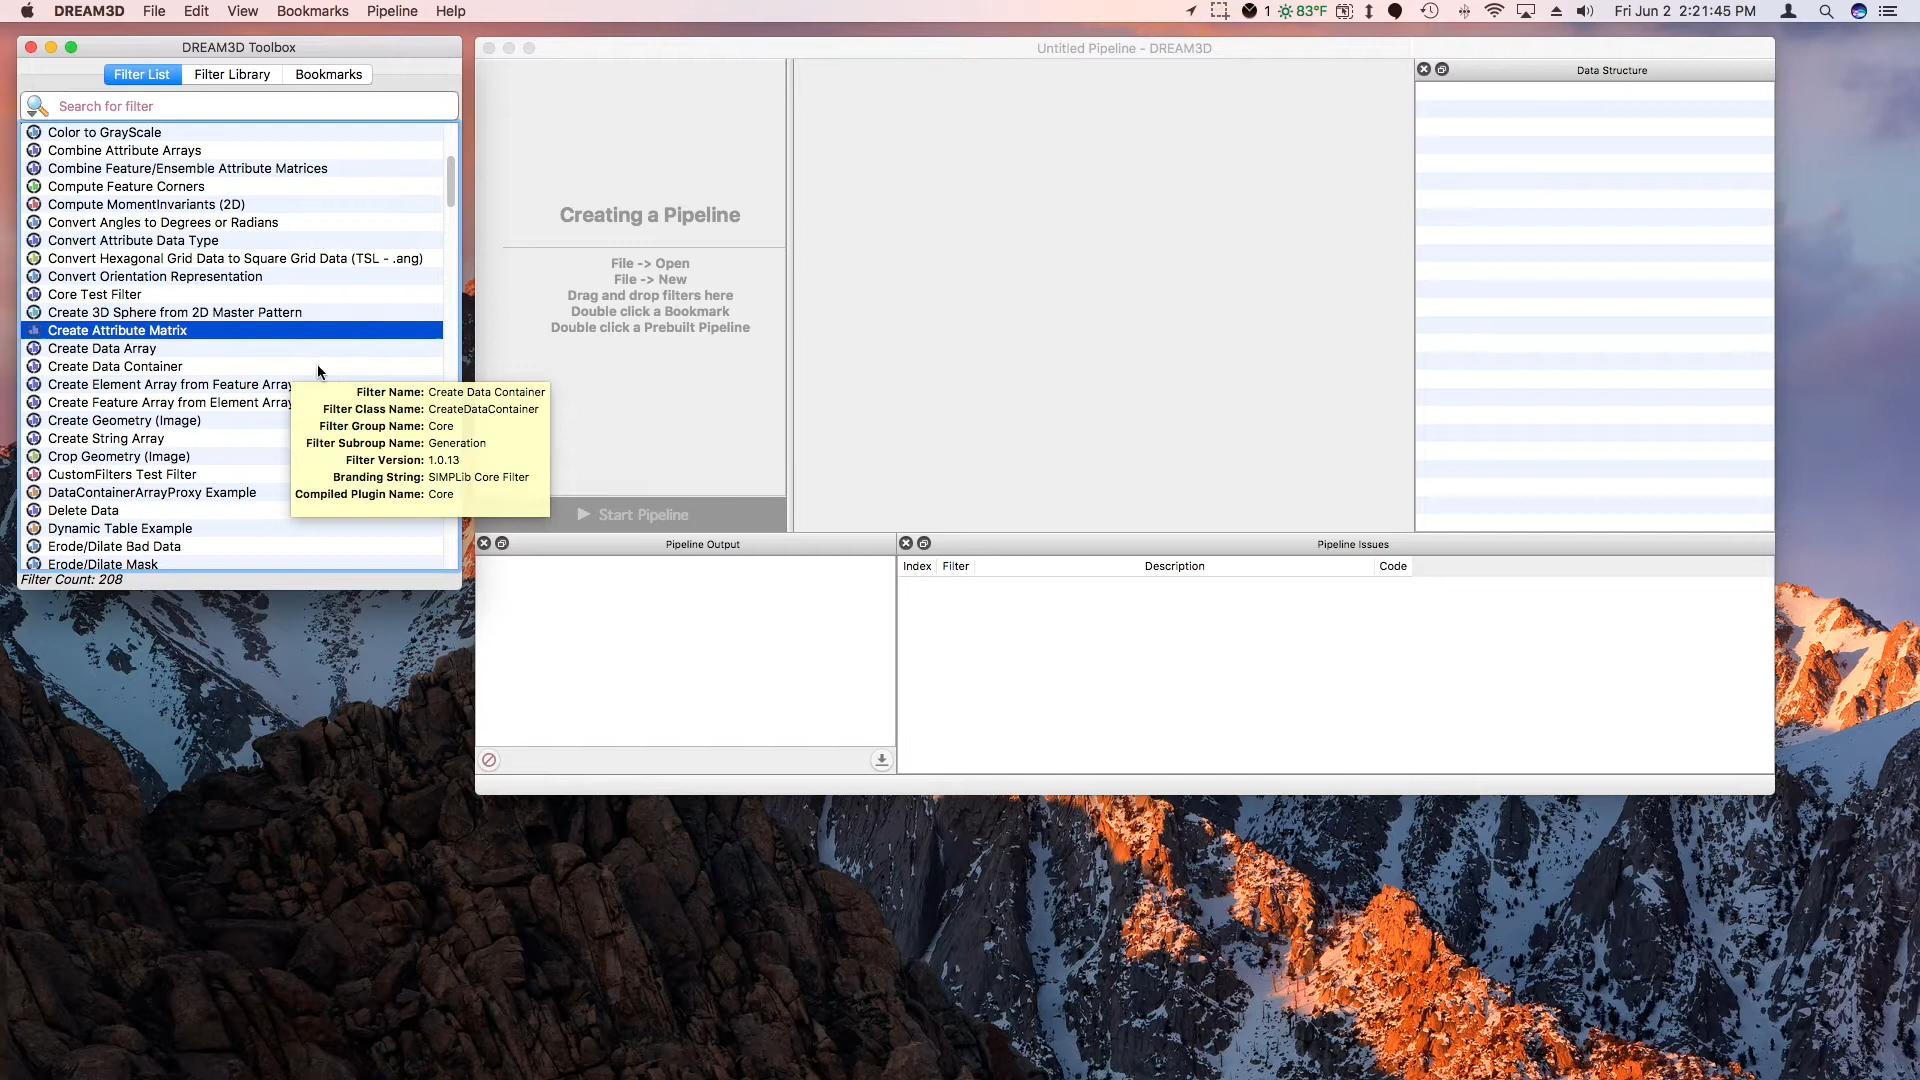 DREAM3D File Edit View Bookmarks Pipeline Help 1 83°F Fri Jun 2 2:21:45 PM
DREAM3D Toolbox
Filter List Filter Library Bookmarks
Search for filter
Color to GrayScale
Combine Attribute Arrays
Combine Feature/Ensemble Attribute Matrices
Compute Feature Corners
Compute MomentInvariants (2D)
Convert Angles to Degrees or Radians
Convert Attribute Data Type
Convert Hexagonal Grid Data to Square Grid Data (TSL - .ang)
Convert Orientation Representation
Core Test Filter
Create 3D Sphere from 2D Master Pattern
Create Attribute Matrix
Create Data Array
Create Data Container
Create Element Array from Feature Array
Create Feature Array from Element Array
Create Geometry (Image)
Create String Array
Crop Geometry (Image)
CustomFilters Test Filter
DataContainerArrayProxy Example
Delete Data
Dynamic Table Example
Erode/Dilate Bad Data
Erode/Dilate Mask
Filter Count: 208
Filter Name: Create Data Container
Filter Class Name: CreateDataContainer
Filter Group Name: Core
Filter Subroup Name: Generation
Filter Version: 1.0.13
Branding String: SIMPLib Core Filter
Compiled Plugin Name: Core
Untitled Pipeline - DREAM3D
Creating a Pipeline
File -> Open
File -> New
Drag and drop filters here
Double click a Bookmark
Double click a Prebuilt Pipeline
Start Pipeline
Data Structure
Pipeline Output
Pipeline Issues
Index Filter Description Code